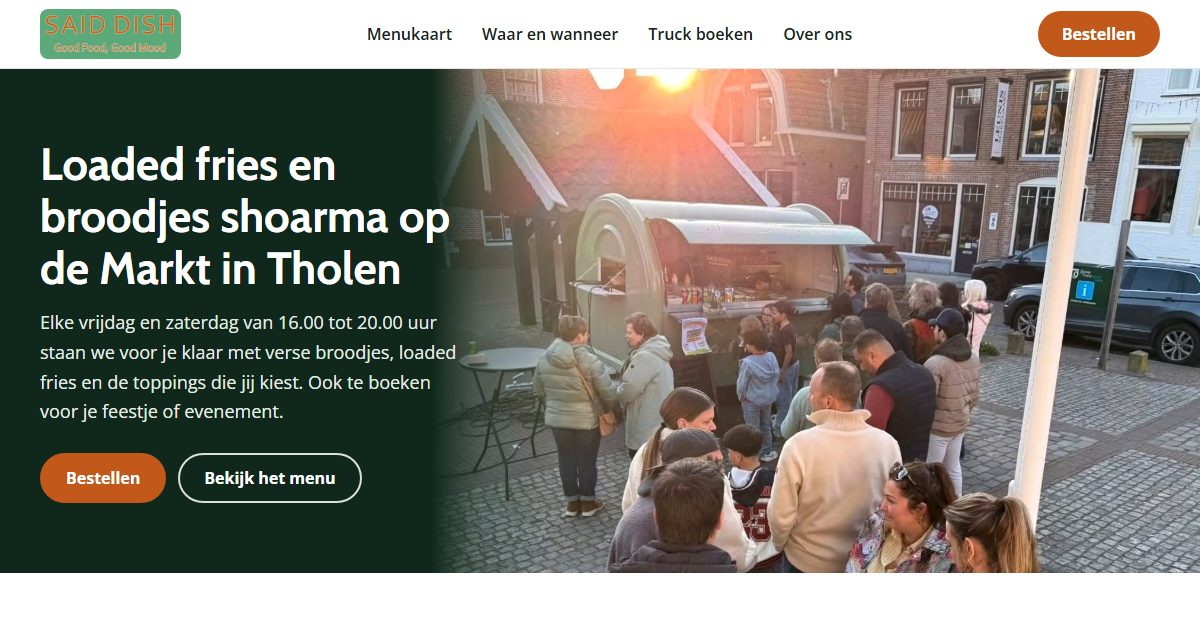 SAID DISH
Good Food, Good Mood
Menukaart
Waar en wanneer
Truck boeken
Over ons
Bestellen
Loaded fries en
broodjes shoarma op
de Markt in Tholen
Elke vrijdag en zaterdag van 16.00 tot 20.00 uur
staan we voor je klaar met verse broodjes, loaded
fries en de toppings die jij kiest. Ook te boeken
voor je feestje of evenement.
Bestellen
Bekijk het menu
i